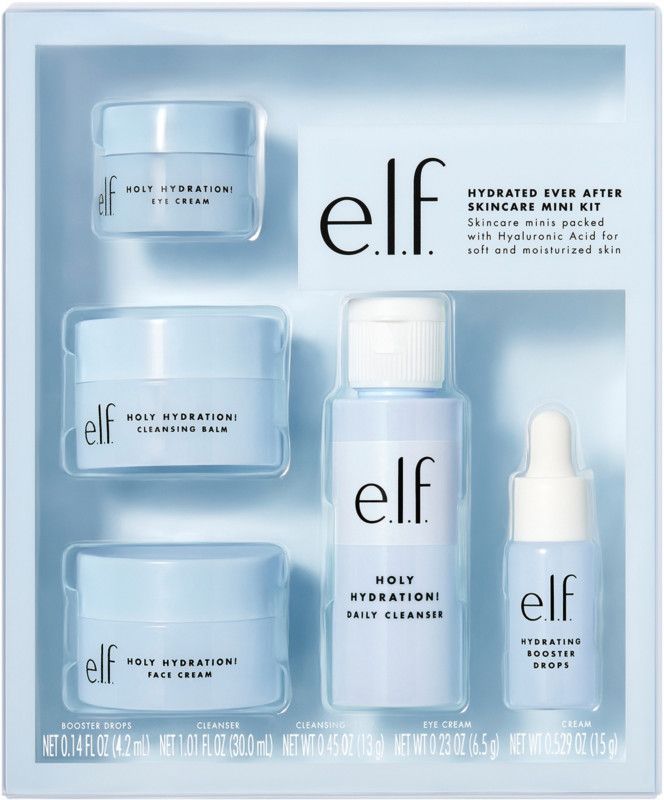 HOLY HYDRATION!
EYE CREAM
e.l.f.
e.l.f.
HYDRATED EVER AFTER
SKINCARE MINI KIT
Skincare minis packed
with Hyaluronic Acid for
soft and moisturized skin
e.l.f.
HOLY HYDRATION!
CLEANSING BALM
e.l.f.
HOLY
HYDRATION!
DAILY CLEANSER
e.l.f.
HYDRATING
BOOSTER
DROPS
e.l.f.
HOLY HYDRATION!
FACE CREAM
BOOSTER DROPS
NET 0.14 FL OZ (4.2 mL)
CLEANSER
NET 1.01 FL OZ (30.0 mL)
CLEANSING
NET WT 0.45 OZ (13 g)
EYE CREAM
NET WT 0.23 OZ (6.5 g)
CREAM
NET WT 0.529 OZ (15 g)